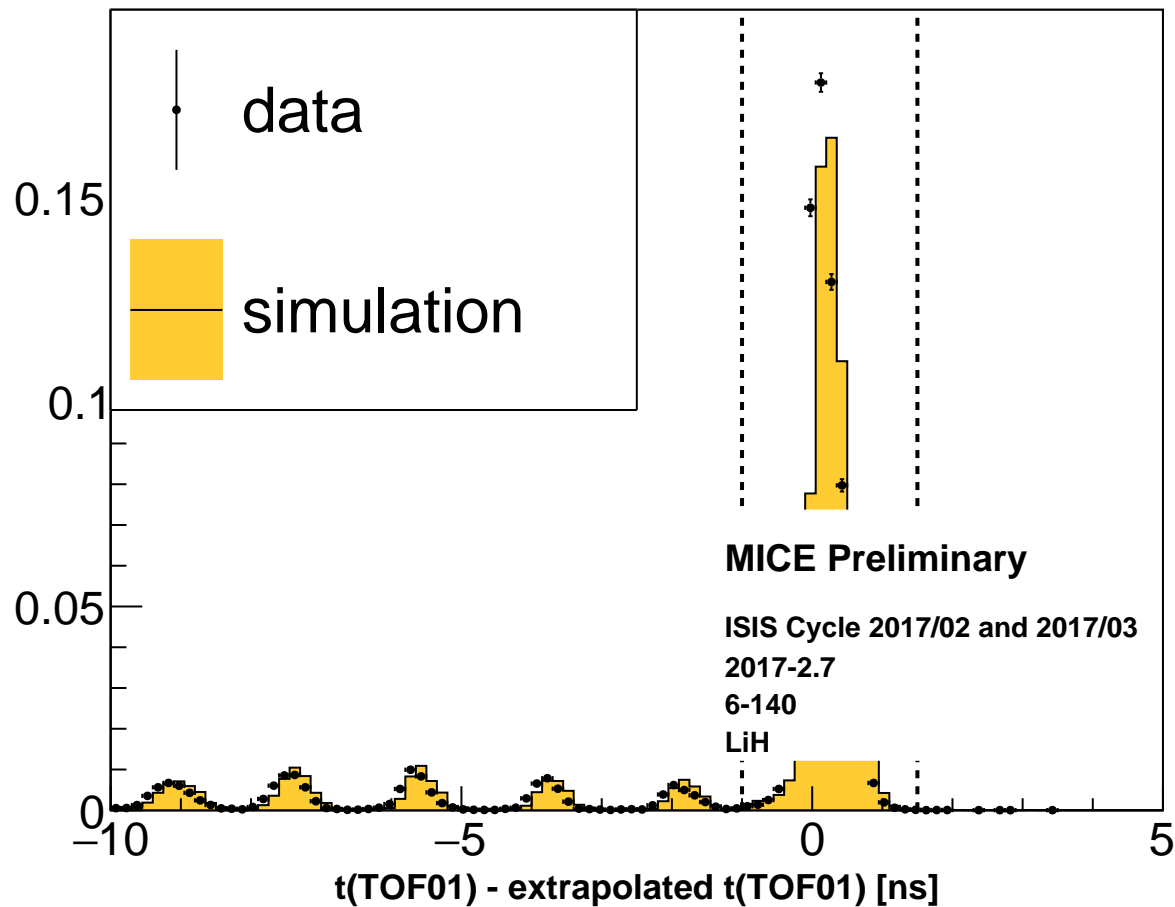 data
simulation
0.15
0.1
0.05
0
MICE Preliminary
ISIS Cycle 2017/02 and 2017/03
2017-2.7
6-140
LiH
−10 −5 0 5
t(TOF01) - extrapolated t(TOF01) [ns]